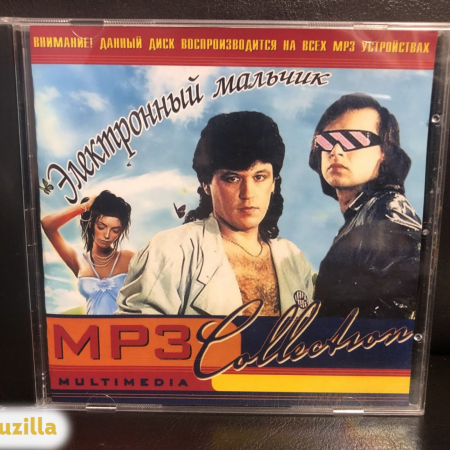 ВНИМАНИЕ! ДАННЫЙ ДИСК ВОСПРОИЗВОДИТСЯ НА ВСЕХ MP3 УСТРОЙСТВАХ
Электронный мальчик
MP3 Collection
MULTIMEDIA
uzilla